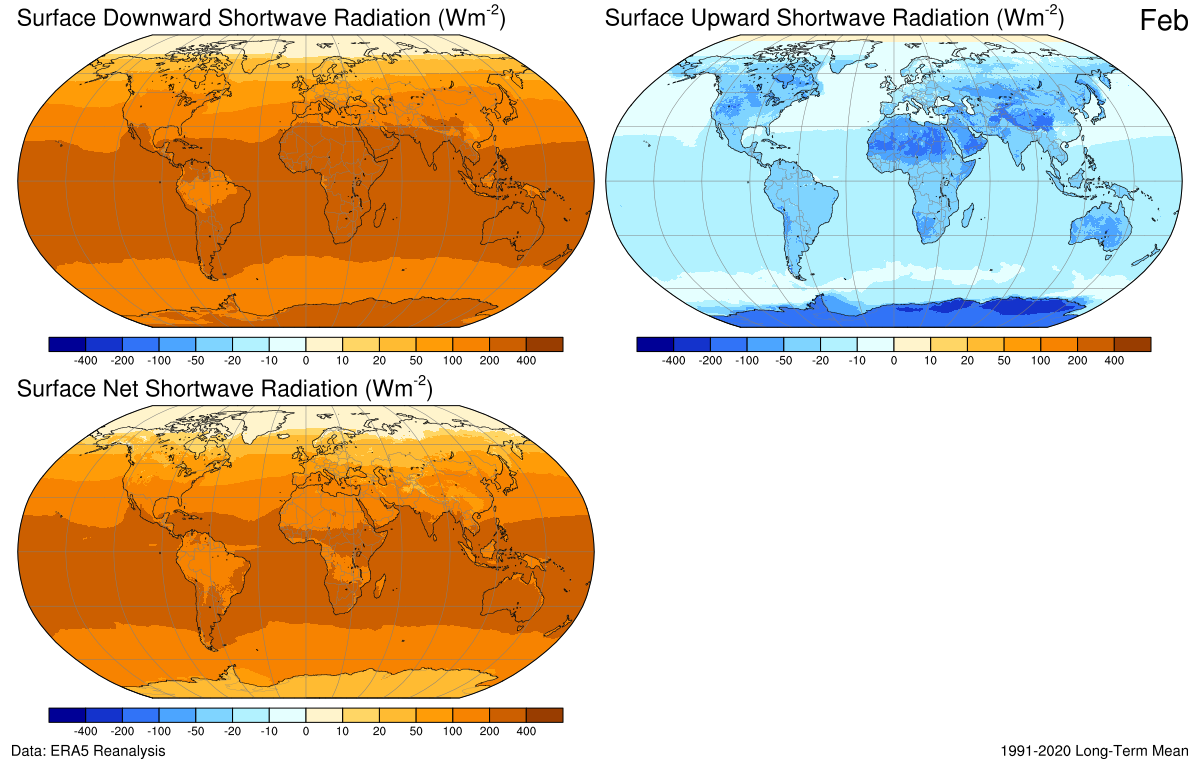 Surface Downward Shortwave Radiation (Wm-2)
Surface Upward Shortwave Radiation (Wm-2)
Feb
-400 -200 -100 -50 -20 -10 0 10 20 50 100 200 400
-400 -200 -100 -50 -20 -10 0 10 20 50 100 200 400
Surface Net Shortwave Radiation (Wm-2)
-400 -200 -100 -50 -20 -10 0 10 20 50 100 200 400
Data: ERA5 Reanalysis
1991-2020 Long-Term Mean